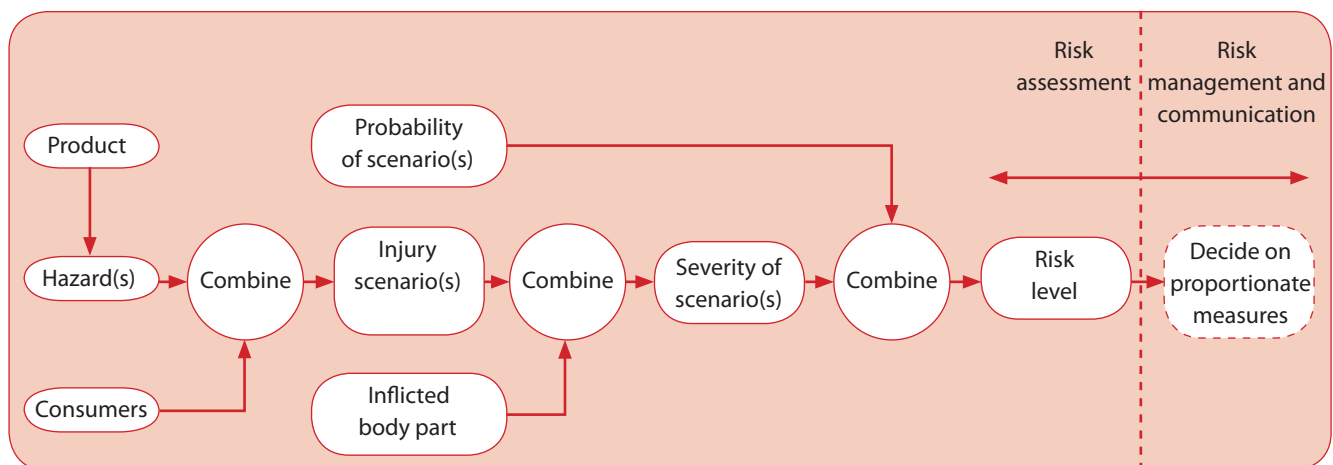 Risk
assessment
Risk
management and
communication
Product
Probability
of scenario(s)
Hazard(s)
Combine
Injury
scenario(s)
Combine
Severity of
scenario(s)
Combine
Risk
level
Decide on
proportionate
measures
Consumers
Inflicted
body part